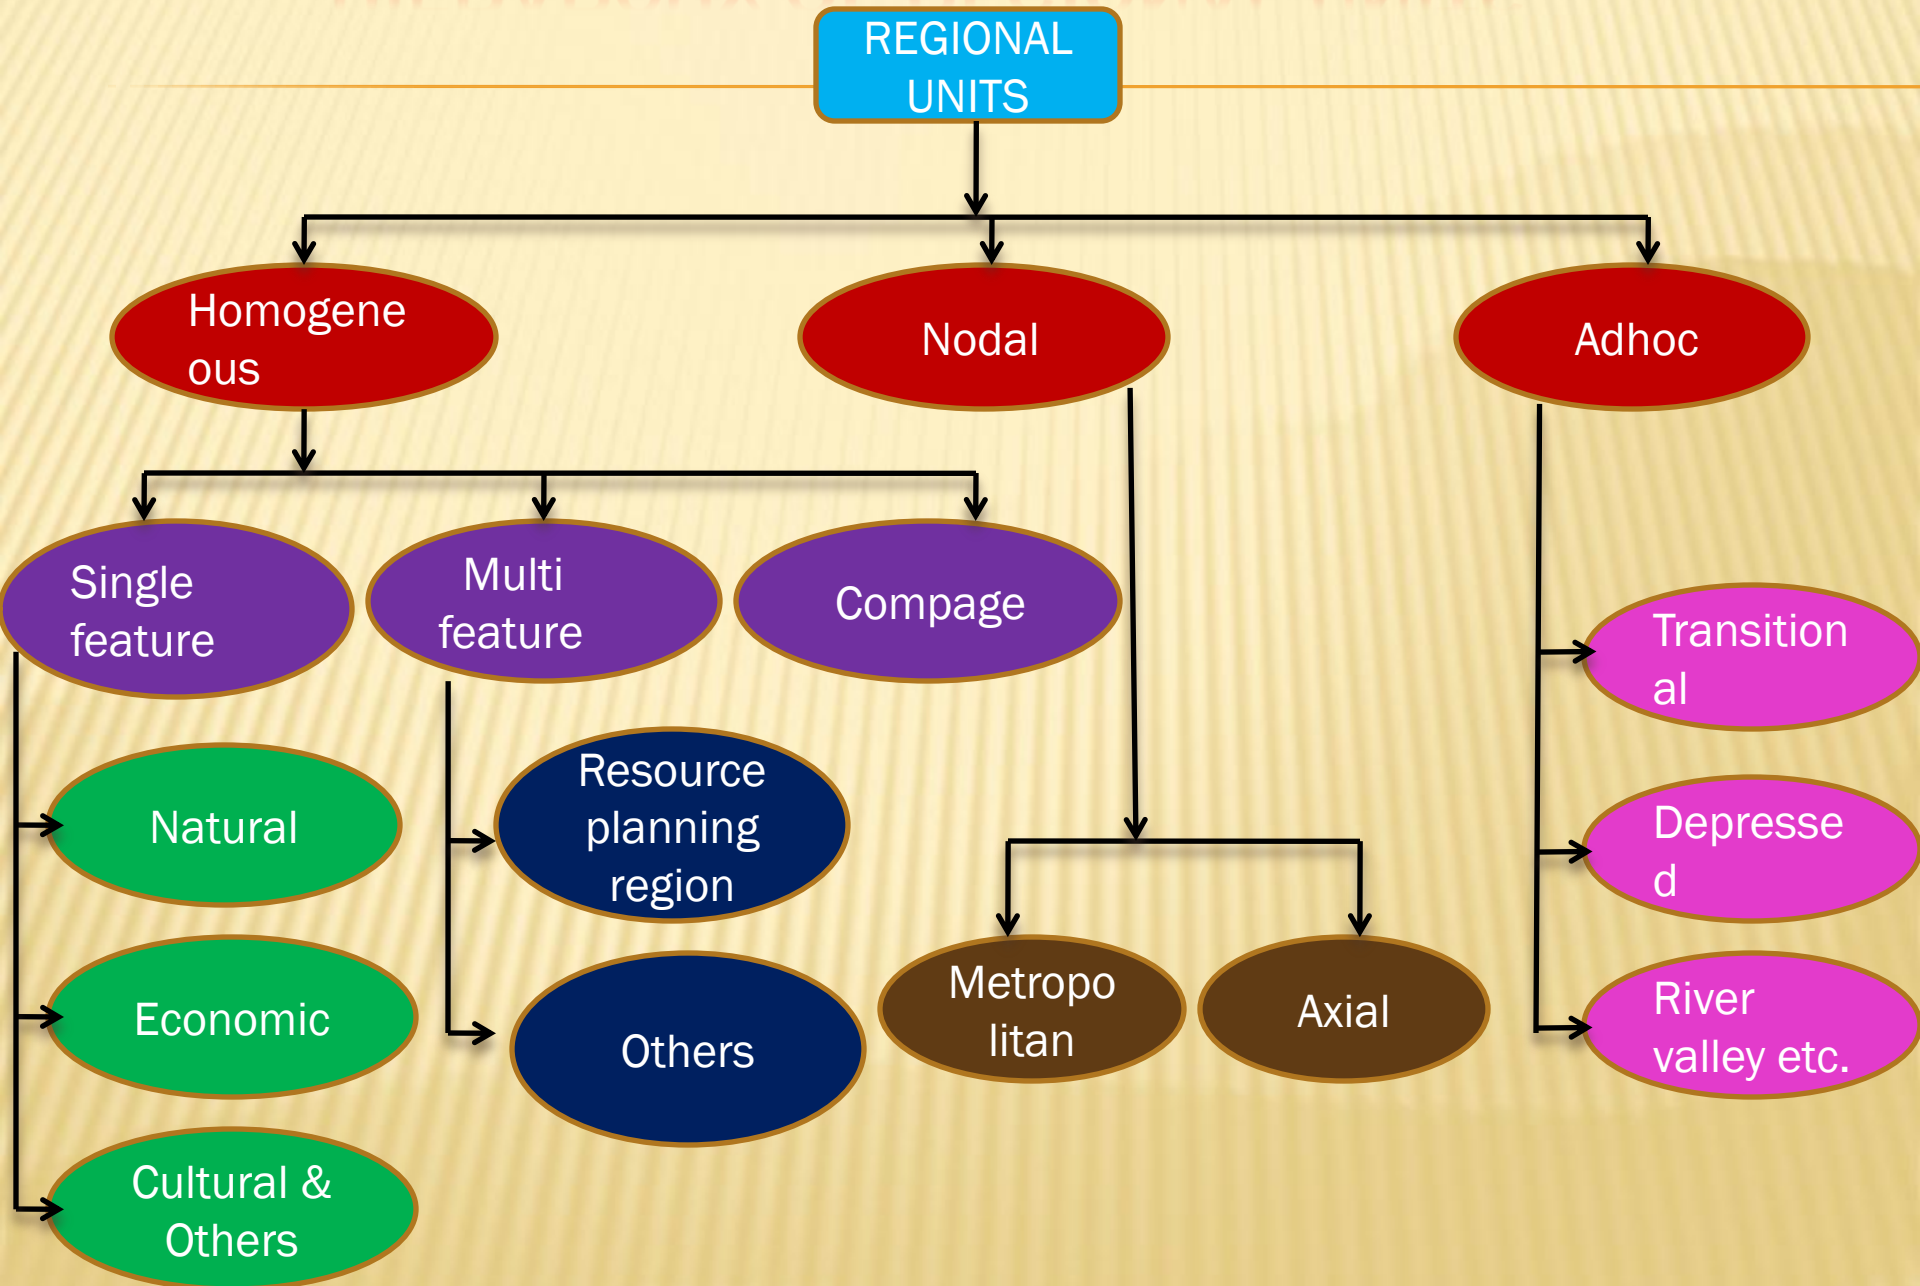 REGIONAL
UNITS
Homogene
ous
Nodal
Adhoc
Single
feature
Multi
feature
Compage
Transition
al
Natural
Resource
planning
region
Depresse
d
Economic
Others
Metropo
litan
Axial
River
valley etc.
Cultural &
Others